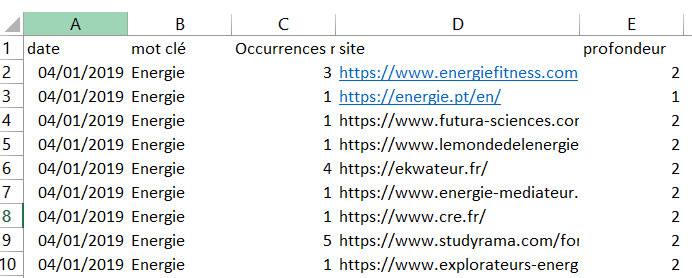 A B C D E
1 date mot clé Occurrences r site profondeur
2 04/01/2019 Energie 3 https://www.energiefitness.com 2
3 04/01/2019 Energie 1 https://energie.pt/en/ 1
4 04/01/2019 Energie 1 https://www.futura-sciences.cor 2
5 04/01/2019 Energie 1 https://www.lemondedelenergie 2
6 04/01/2019 Energie 4 https://ekwateur.fr/ 2
7 04/01/2019 Energie 1 https://www.energie-mediateur. 2
8 04/01/2019 Energie 1 https://www.cre.fr/ 2
9 04/01/2019 Energie 5 https://www.studyrama.com/for 2
10 04/01/2019 Energie 1 https://www.explorateurs-energ 2